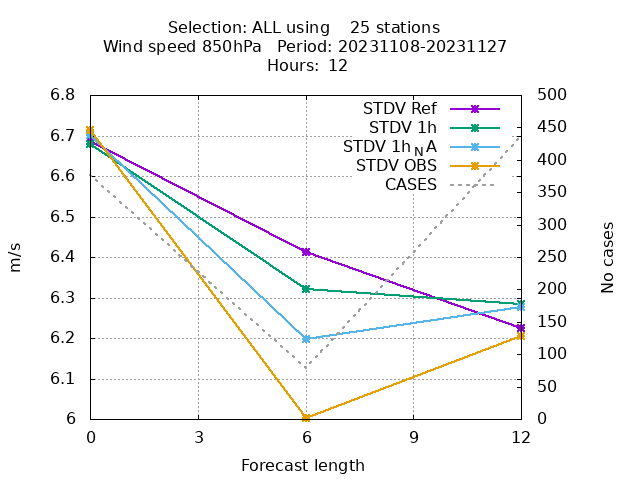 Selection: ALL using    25 stations
Wind speed 850hPa   Period: 20231108-20231127
Hours:  12
6.8
6.7
6.6
6.5
6.4
6.3
6.2
6.1
6
m/s
STDV Ref
STDV 1h
STDV 1h_N A
STDV OBS
CASES
500
450
400
350
300
250
200
150
100
50
0
No cases
0 3 6 9 12
Forecast length